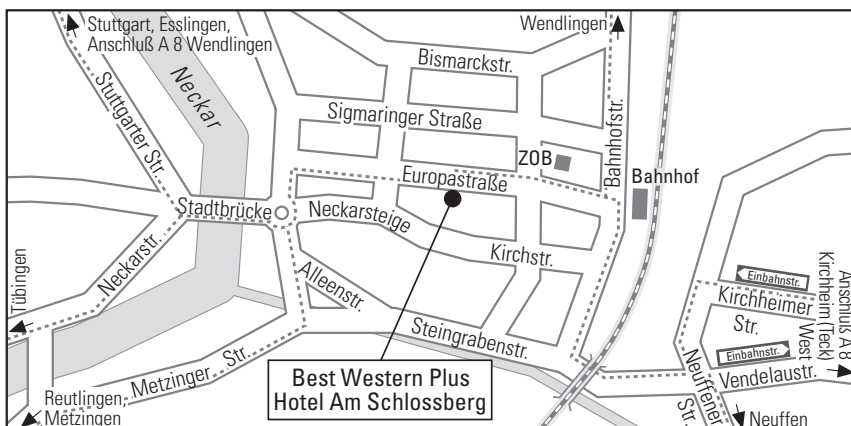 Stuttgart, Esslingen,
Anschluß A 8 Wendlingen
Wendlingen
Bismarckstr.
Neckar
Stuttgarter Str.
Sigmaringer Straße
ZOB
Bahnhofstr.
Bahnhof
Europastraße
Stadtbrücke
Neckarsteige
Kirchstr.
Neckarstr.
Tübingen
Alleenstr.
Steingrabenstr.
Einbahnstr.
Kirchheimer
Str.
Anschluß A 8
Kirchheim (Teck)
West
Einbahnstr.
Vendelaustr.
Metzinger Str.
Best Western Plus
Hotel Am Schlossberg
Reutlingen,
Metzingen
Neuffener
Str.
Neuffen